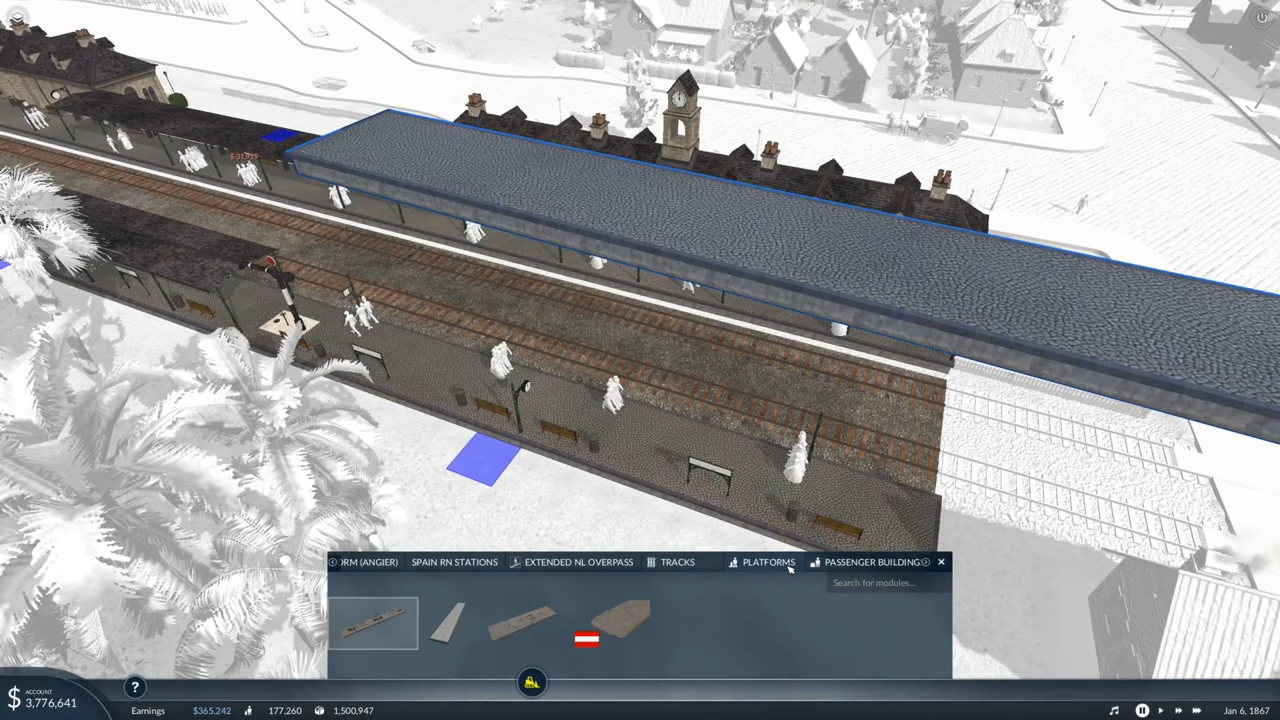 ORM (ANGIER) SPAIN RN STATIONS EXTENDED NL OVERPASS TRACKS PLATFORMS PASSENGER BUILDING
Search for modules...
ACCOUNT
$ 3,776,641
?
Earnings $365,242 177,260 1,500,947 Jan 6, 1867